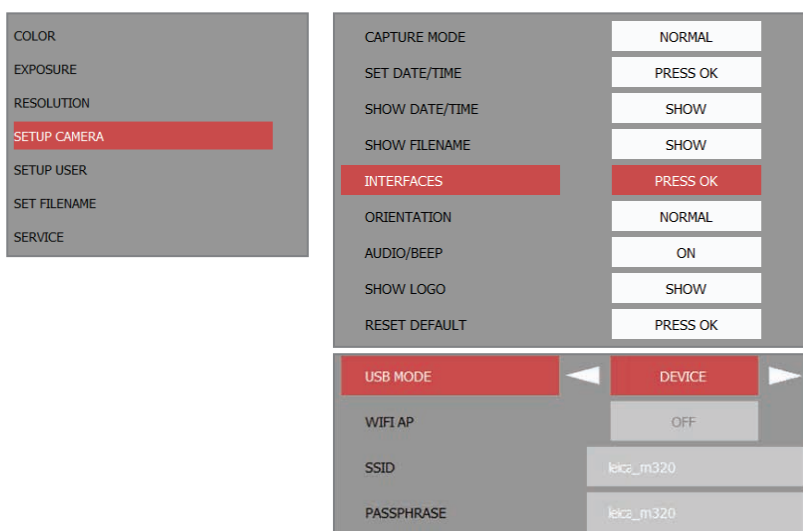 COLOR
EXPOSURE
RESOLUTION
SETUP CAMERA
SETUP USER
SET FILENAME
SERVICE
CAPTURE MODE NORMAL
SET DATE/TIME PRESS OK
SHOW DATE/TIME SHOW
SHOW FILENAME SHOW
INTERFACES PRESS OK
ORIENTATION NORMAL
AUDIO/BEEP ON
SHOW LOGO SHOW
RESET DEFAULT PRESS OK
USB MODE DEVICE
WIFI AP OFF
SSID leica_m320
PASSPHRASE leica_m320